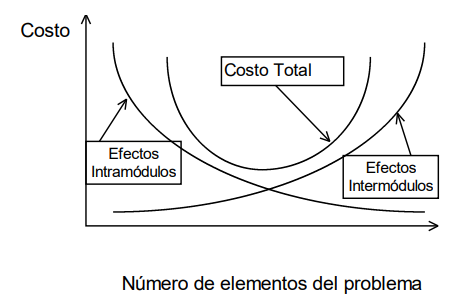 Costo
Costo Total
Efectos
Intramódulos
Efectos
Intermódulos
Número de elementos del problema